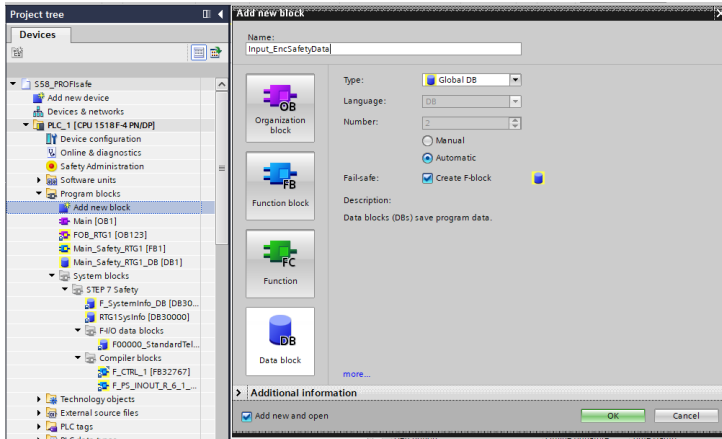 Project tree
Devices
S58_PROFIsafe
Add new device
Devices & networks
PLC_1 [CPU 1518F-4 PN/DP]
Device configuration
Online & diagnostics
Safety Administration
Software units
Program blocks
Add new block
Main [OB1]
FOB_RTG1 [OB123]
Main_Safety_RTG1 [FB1]
Main_Safety_RTG1_DB [DB1]
System blocks
STEP 7 Safety
F_SystemInfo_DB [DB30...
RTG1SysInfo [DB30000]
F-I/O data blocks
F00000_StandardTel...
Compiler blocks
F_CTRL_1 [FB32767]
F_PS_INOUT_R_6_1_...
Technology objects
External source files
PLC tags
Add new block
Name:
Input_EncSafetyData
OB
Organization
block
FB
Function block
FC
Function
DB
Data block
Type:
Global DB
Language:
DB
Number:
2
Manual
Automatic
Fail-safe:
Create F-block
Description:
Data blocks (DBs) save program data.
more...
Additional information
Add new and open
OK
Cancel